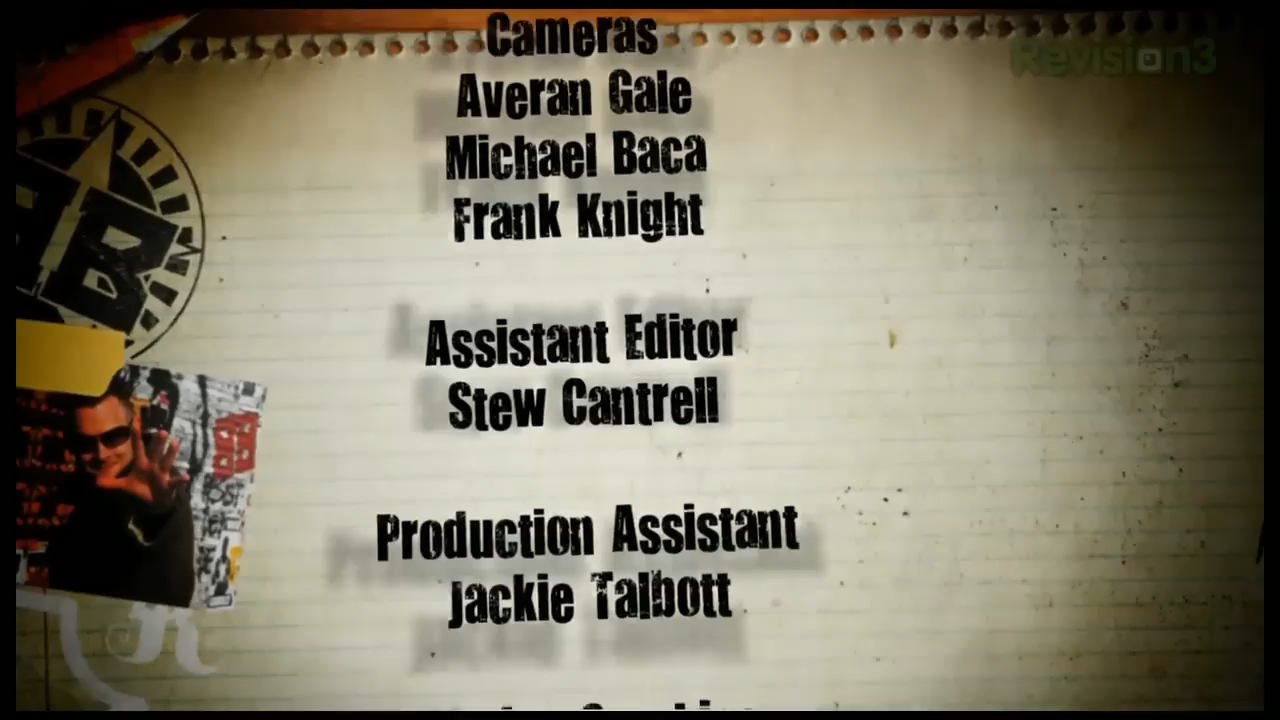 Cameras
Revision3
Averan Gale
Michael Baca
Frank Knight
Assistant Editor
Stew Cantrell
Production Assistant
Jackie Talbott